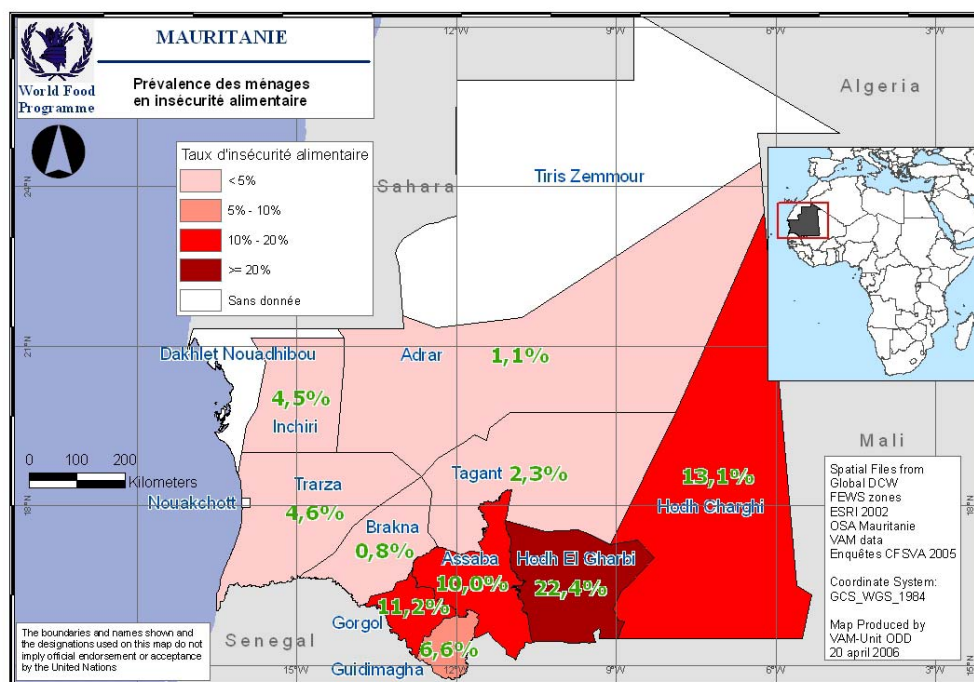 MAURITANIE
World Food
Programme
Prévalence des ménages
en insécurité alimentaire
Taux d'insécurité alimentaire
<5%
5% - 10%
10% - 20%
>= 20%
Sans donnée
12°W
9°W
6°W
3°W
24°N
21°N
18°N
Algeria
Sahara
Tiris Zemmour
Dakhlet Nouadhibou
Adrar
1,1%
4,5%
Inchiri
Mali
0 100 200
Kilometers
Nouakchott
Trarza
4,6%
Tagant
2,3%
13,1%
Hodh Charghi
18°N
Brakna
0,8%
Assaba
10,0%
Hodh El Gharbi
22,4%
11,2%
Gorgol
Senegal
6,6%
Guidimagha
Spatial Files from
Global DCW
FEWS zones
ESRI 2002
OSA Mauritanie
VAM data
Enquêtes CFSVA 2005
Coordinate System:
GCS_WGS_1984
Map Produced by
VAM-Unit ODD
20 april 2006
The boundaries and names shown and
the designations used on this map do not
imply official endorsement or acceptance
by the United Nations
15°W
12°W
9°W
6°W
15°N